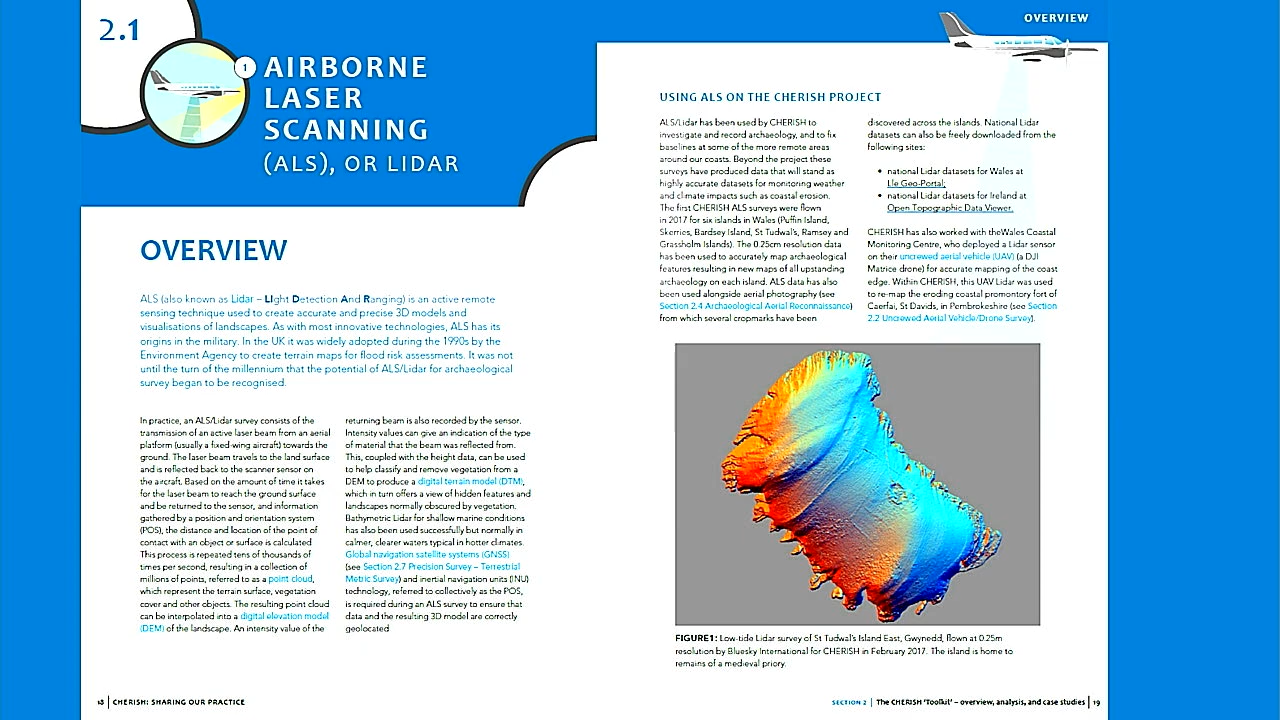 2.1
1
AIRBORNE
LASER
SCANNING
(ALS), OR LIDAR
OVERVIEW
ALS (also known as Lidar – LIght Detection And Ranging) is an active remote
sensing technique used to create accurate and precise 3D models and
visualisations of landscapes. As with most innovative technologies, ALS has its
origins in the military. In the UK it was widely adopted during the 1990s by the
Environment Agency to create terrain maps for flood risk assessments. It was not
until the turn of the millennium that the potential of ALS/Lidar for archaeological
survey began to be recognised.
In practice, an ALS/Lidar survey consists of the
transmission of an active laser beam from an aerial
platform (usually a fixed-wing aircraft) towards the
ground. The laser beam travels to the land surface
and is reflected back to the scanner sensor on
the aircraft. Based on the amount of time it takes
for the laser beam to reach the ground surface
and be returned to the sensor, and information
gathered by a position and orientation system
(POS), the distance and location of the point of
contact with an object or surface is calculated.
This process is repeated tens of thousands of
times per second, resulting in a collection of
millions of points, referred to as a point cloud,
which represent the terrain surface, vegetation
cover and other objects. The resulting point cloud
can be interpolated into a digital elevation model
(DEM) of the landscape. An intensity value of the
returning beam is also recorded by the sensor.
Intensity values can give an indication of the type
of material that the beam was reflected from.
This, coupled with the height data, can be used
to help classify and remove vegetation from a
DEM to produce a digital terrain model (DTM),
which in turn offers a view of hidden features and
landscapes normally obscured by vegetation.
Bathymetric Lidar for shallow marine conditions
has also been used successfully but normally in
calmer, clearer waters typical in hotter climates.
Global navigation satellite systems (GNSS)
(see Section 2.7 Precision Survey – Terrestrial
Metric Survey) and inertial navigation units (INU)
technology, referred to collectively as the POS,
is required during an ALS survey to ensure that
data and the resulting 3D model are correctly
geolocated.
18 | CHERISH: SHARING OUR PRACTICE
OVERVIEW
USING ALS ON THE CHERISH PROJECT
ALS/Lidar has been used by CHERISH to
investigate and record archaeology, and to fix
baselines at some of the more remote areas
around our coasts. Beyond the project these
surveys have produced data that will stand as
highly accurate datasets for monitoring weather
and climate impacts such as coastal erosion.
The first CHERISH ALS surveys were flown
in 2017 for six islands in Wales (Puffin Island,
Skerries, Bardsey Island, St Tudwal's, Ramsey and
Grassholm Islands). The 0.25cm resolution data
has been used to accurately map archaeological
features resulting in new maps of all upstanding
archaeology on each island. ALS data has also
been used alongside aerial photography (see
Section 2.4 Archaeological Aerial Reconnaissance)
from which several cropmarks have been
discovered across the islands. National Lidar
datasets can also be freely downloaded from the
following sites:
• national Lidar datasets for Wales at
Lle Geo-Portal;
• national Lidar datasets for Ireland at
Open Topographic Data Viewer.
CHERISH has also worked with theWales Coastal
Monitoring Centre, who deployed a Lidar sensor
on their uncrewed aerial vehicle (UAV) (a DJI
Matrice drone) for accurate mapping of the coast
edge. Within CHERISH, this UAV Lidar was used
to re-map the eroding coastal promontory fort of
Caerfai, St Davids, in Pembrokeshire (see Section
2.2 Uncrewed Aerial Vehicle/Drone Survey).
FIGURE1: Low-tide Lidar survey of St Tudwal's Island East, Gwynedd, flown at 0.25m
resolution by Bluesky International for CHERISH in February 2017. The island is home to
remains of a medieval priory.
SECTION 2 | The CHERISH 'Toolkit' – overview, analysis, and case studies | 19